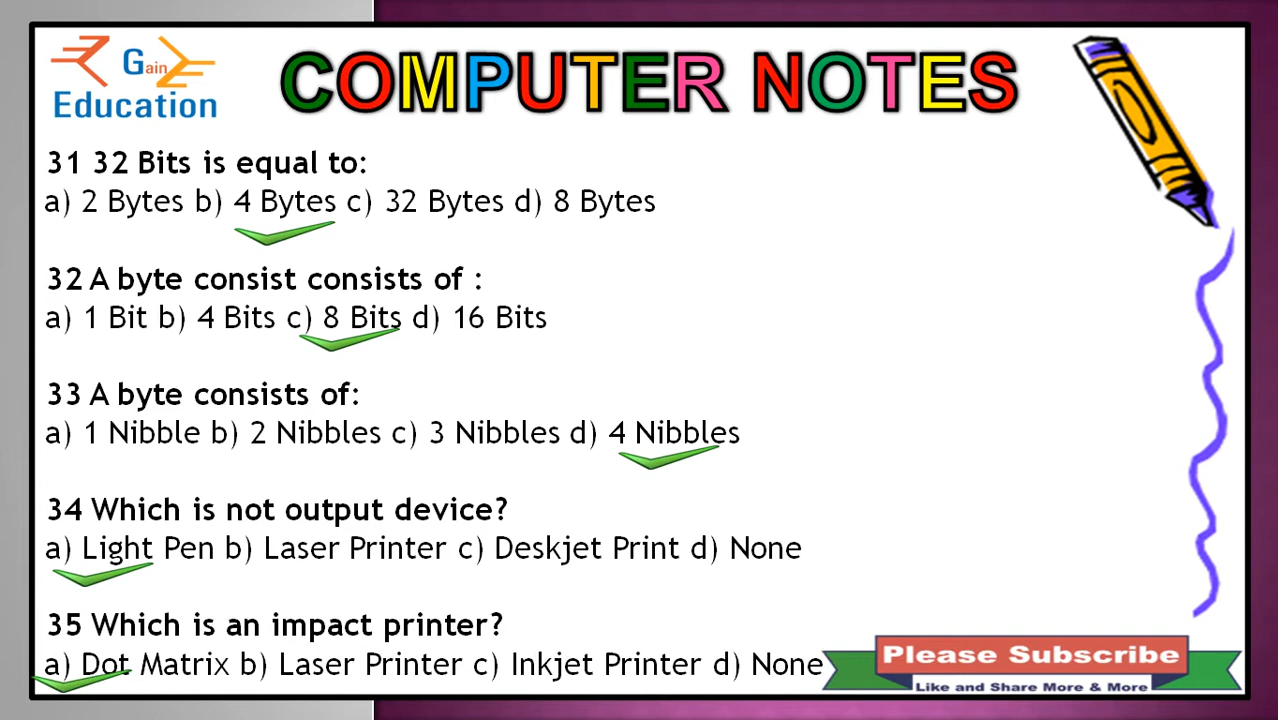 Gain
Education
COMPUTER NOTES
31 32 Bits is equal to:
a) 2 Bytes b) 4 Bytes c) 32 Bytes d) 8 Bytes
32 A byte consist consists of :
a) 1 Bit b) 4 Bits c) 8 Bits d) 16 Bits
33 A byte consists of:
a) 1 Nibble b) 2 Nibbles c) 3 Nibbles d) 4 Nibbles
34 Which is not output device?
a) Light Pen b) Laser Printer c) Deskjet Print d) None
35 Which is an impact printer?
a) Dot Matrix b) Laser Printer c) Inkjet Printer d) None
Please Subscribe
Like and Share More & More